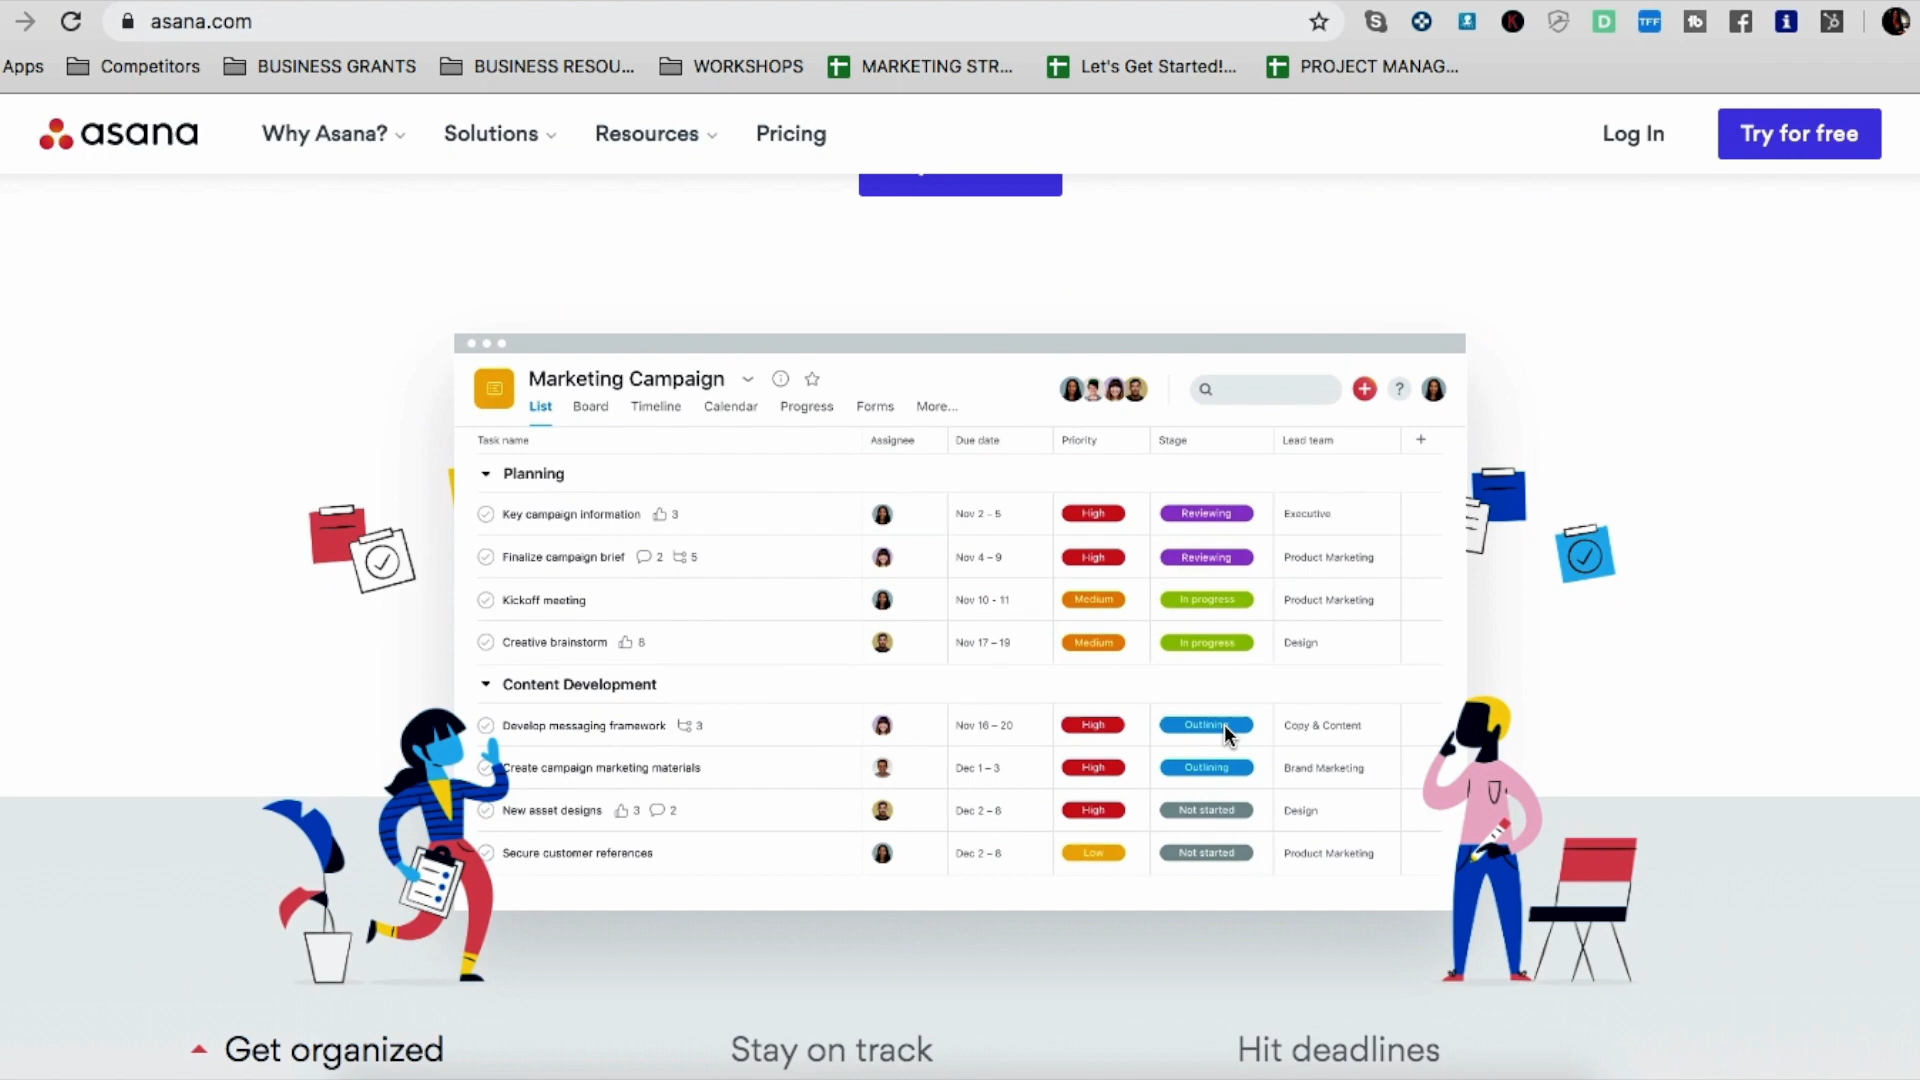 asana.com
Apps Competitors BUSINESS GRANTS BUSINESS RESOU... WORKSHOPS MARKETING STR... Let's Get Started!... PROJECT MANAG...
asana Why Asana? Solutions Resources Pricing Log In Try for free
Marketing Campaign
List Board Timeline Calendar Progress Forms More...
Task name Assignee Due date Priority Stage Lead team +
Planning
Key campaign information 3 Nov 2 – 5 High Reviewing Executive
Finalize campaign brief 2 5 Nov 4 – 9 High Reviewing Product Marketing
Kickoff meeting Nov 10 - 11 Medium In progress Product Marketing
Creative brainstorm 8 Nov 17 – 19 Medium In progress Design
Content Development
Develop messaging framework 3 Nov 16 – 20 High Outlining Copy & Content
Create campaign marketing materials Dec 1 – 3 High Outlining Brand Marketing
New asset designs 3 2 Dec 2 – 8 High Not started Design
Secure customer references Dec 2 – 8 Low Not started Product Marketing
Get organized Stay on track Hit deadlines